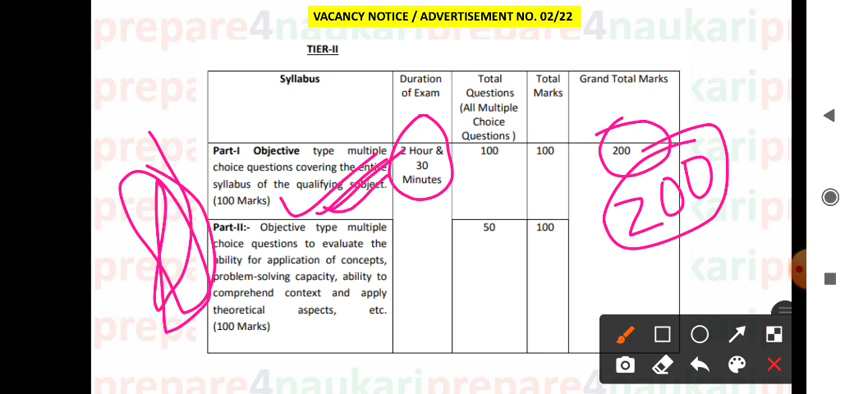 prepare4naukari prepare4naukari
VACANCY NOTICE / ADVERTISEMENT NO. 02/22
TIER-II
Syllabus
Duration
of Exam
Total
Questions
(All Multiple
Choice
Questions )
Total
Marks
Grand Total Marks
Part-I Objective type multiple
choice questions covering the entire
syllabus of the qualifying subject.
(100 Marks)
2 Hour &
30
Minutes
100
100
200
200
Part-II:- Objective type multiple
choice questions to evaluate the
ability for application of concepts,
problem-solving capacity, ability to
comprehend context and apply
theoretical aspects, etc.
(100 Marks)
50
100
prepare4naukari prepare4naukari